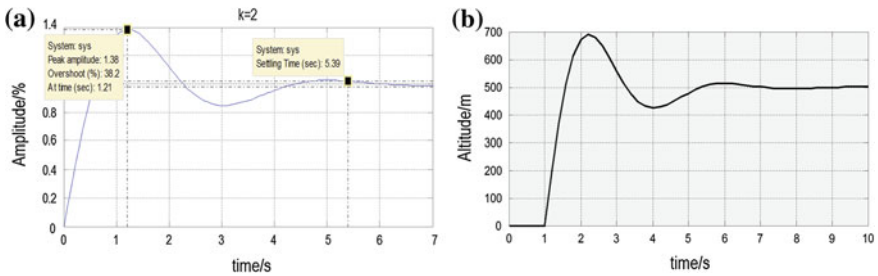 (a)
k=2
1.4
System: sys
Peak amplitude: 1.38
Overshoot (%): 38.2
At time (sec): 1.21
System: sys
Settling Time (sec): 5.39
0.8
0.6
0.4
0.2
0
Amplitude/%
0 1 2 3 4 5 6 7
time/s
(b)
700
600
500
400
300
200
100
0
Altitude/m
0 1 2 3 4 5 6 7 8 9 10
time/s